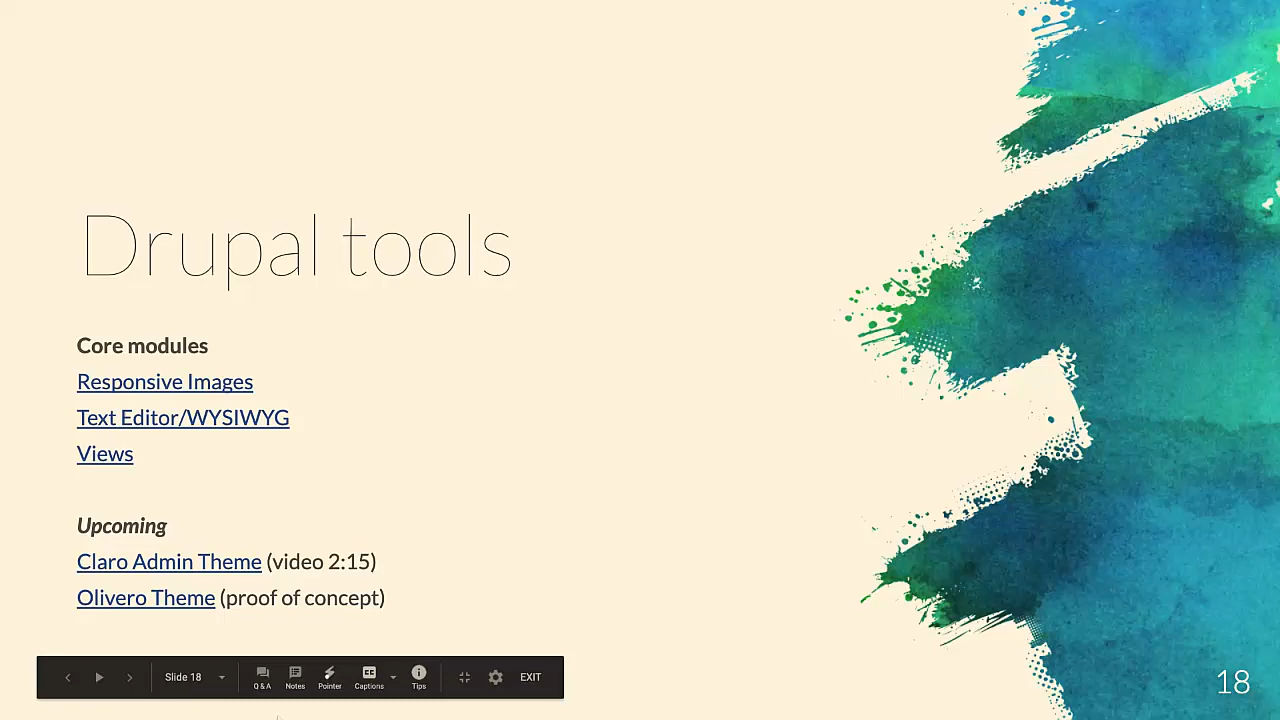 Drupal tools
Core modules
Responsive Images
Text Editor/WYSIWYG
Views
Upcoming
Claro Admin Theme (video 2:15)
Olivero Theme (proof of concept)
Slide 18
Q & A
Notes
Pointer
Captions
Tips
EXIT
18